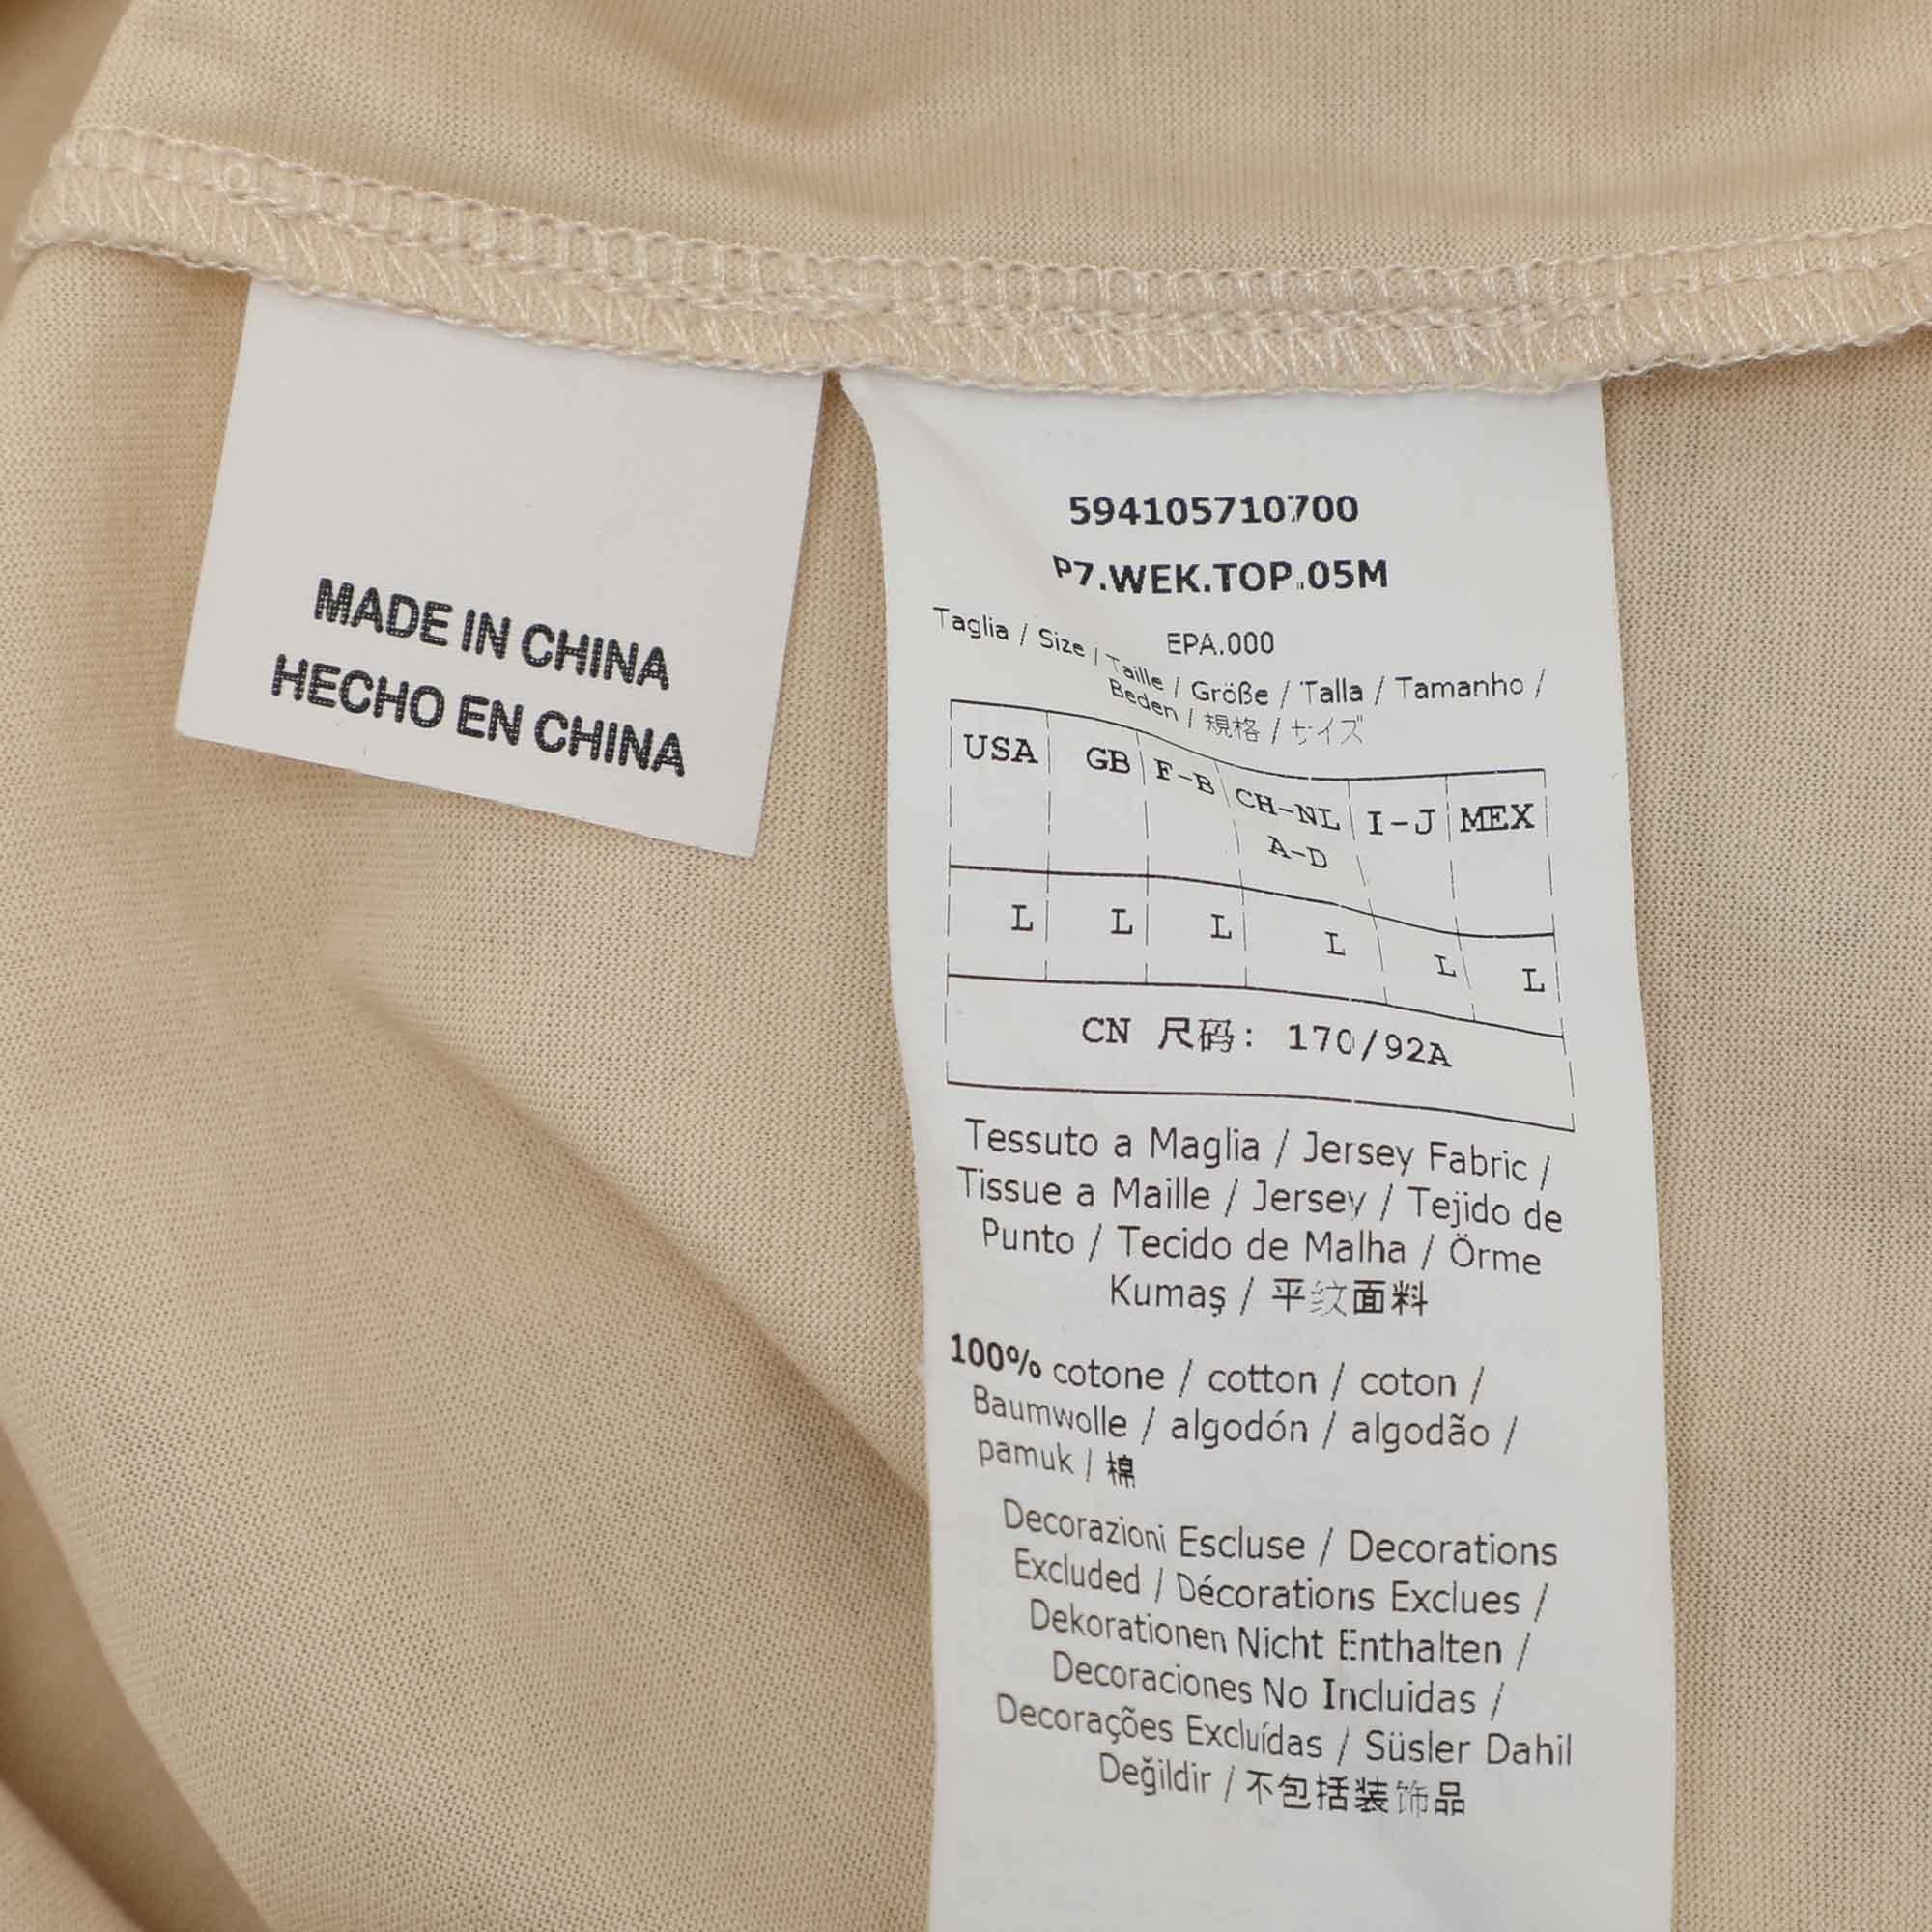 MADE IN CHINA
HECHO EN CHINA
594105710700
P7.WEK.TOP.05M
EPA.000
Taglia / Size / Taille / Größe / Talla / Tamanho /
Beden / 規格 / サイズ
USA GB F-B CH-NL I-J MEX
A-D
L L L L L L
CN 尺码: 170/92A
Tessuto a Maglia / Jersey Fabric /
Tissue a Maille / Jersey / Tejido de
Punto / Tecido de Malha / Örme
Kumaş / 平纹面料
100% cotone / cotton / coton /
Baumwolle / algodón / algodão /
pamuk / 棉
Decorazioni Escluse / Decorations
Excluded / Décorations Exclues /
Dekorationen Nicht Enthalten /
Decoraciones No Incluidas /
Decorações Excluídas / Süsler Dahil
Değildir / 不包括装饰品